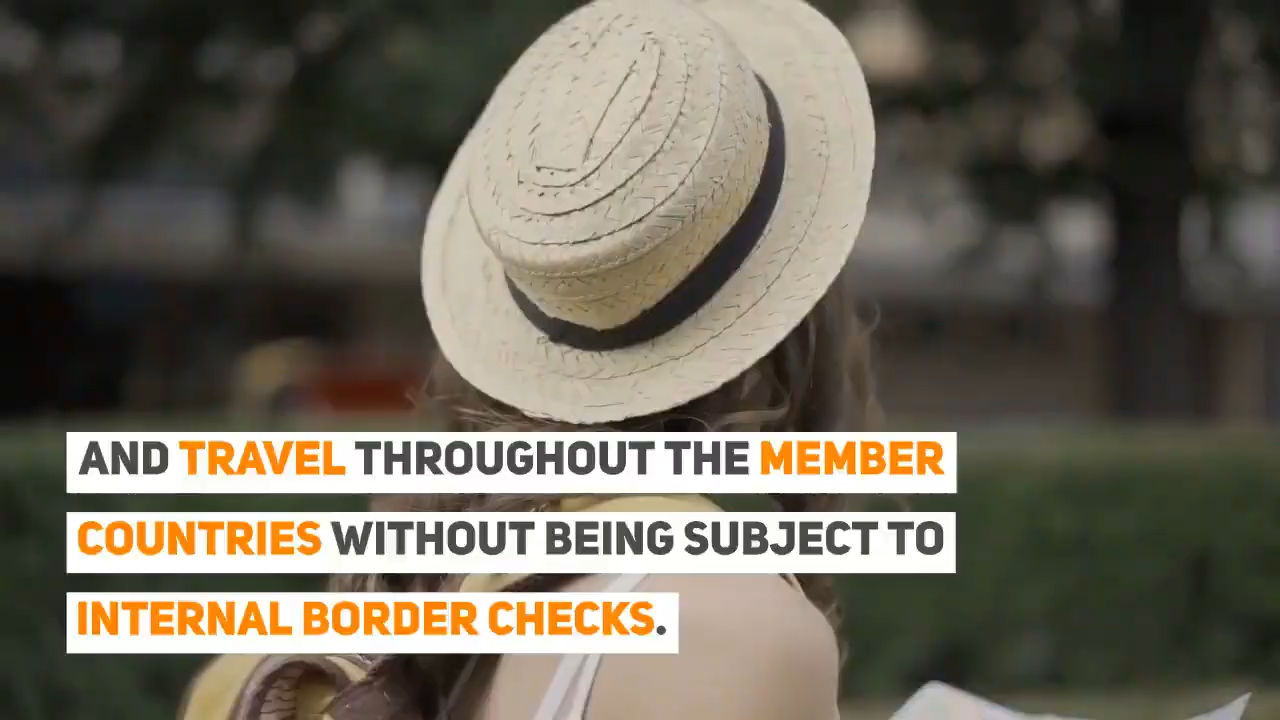 AND TRAVEL THROUGHOUT THE MEMBER
COUNTRIES WITHOUT BEING SUBJECT TO
INTERNAL BORDER CHECKS.